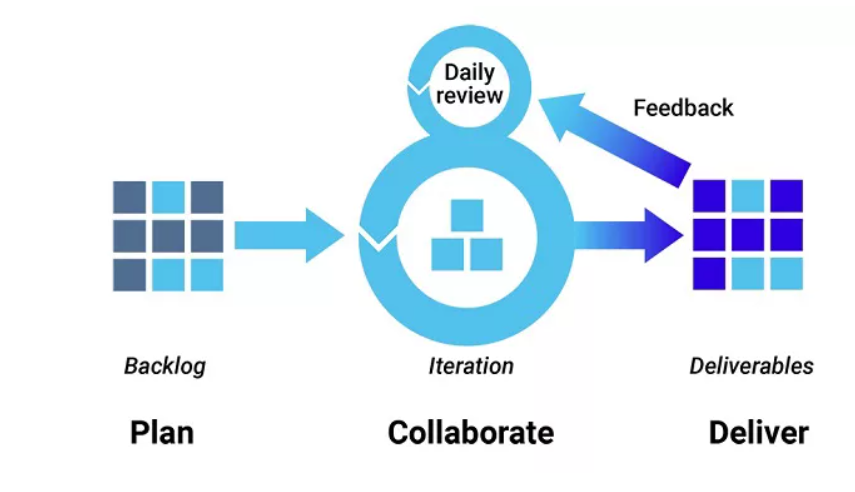 Daily
review
Feedback
Backlog
Iteration
Deliverables
Plan
Collaborate
Deliver